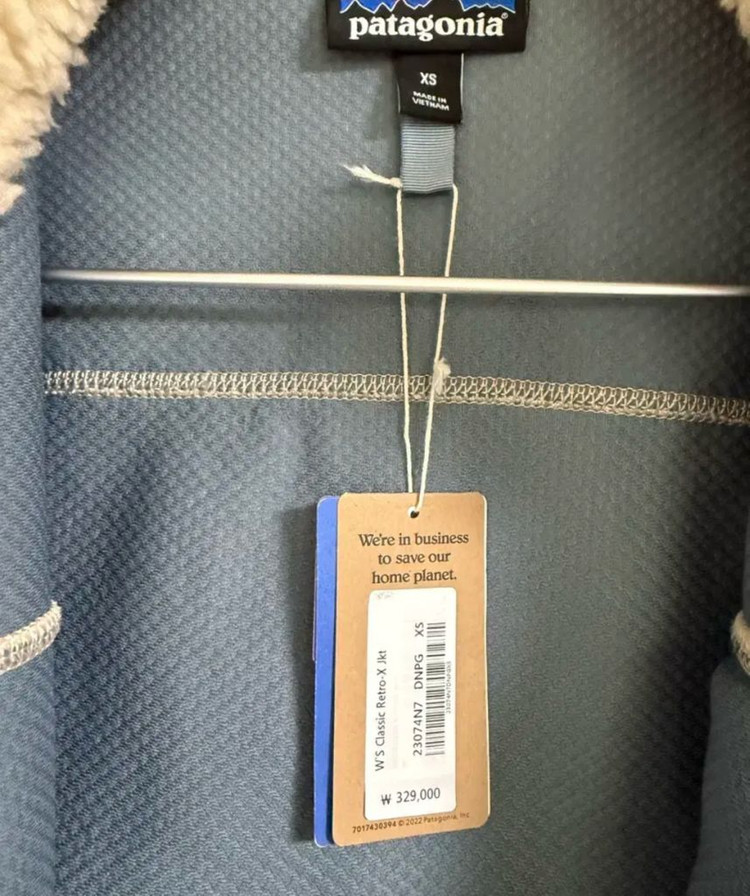 patagonia®
XS
MADE IN
VIETNAM
We're in business
to save our
home planet.
W'S Classic Retro-X Jkt
23074N7 DNPG XS
₩ 329,000
7017430394 © 2022 Patagonia, Inc.